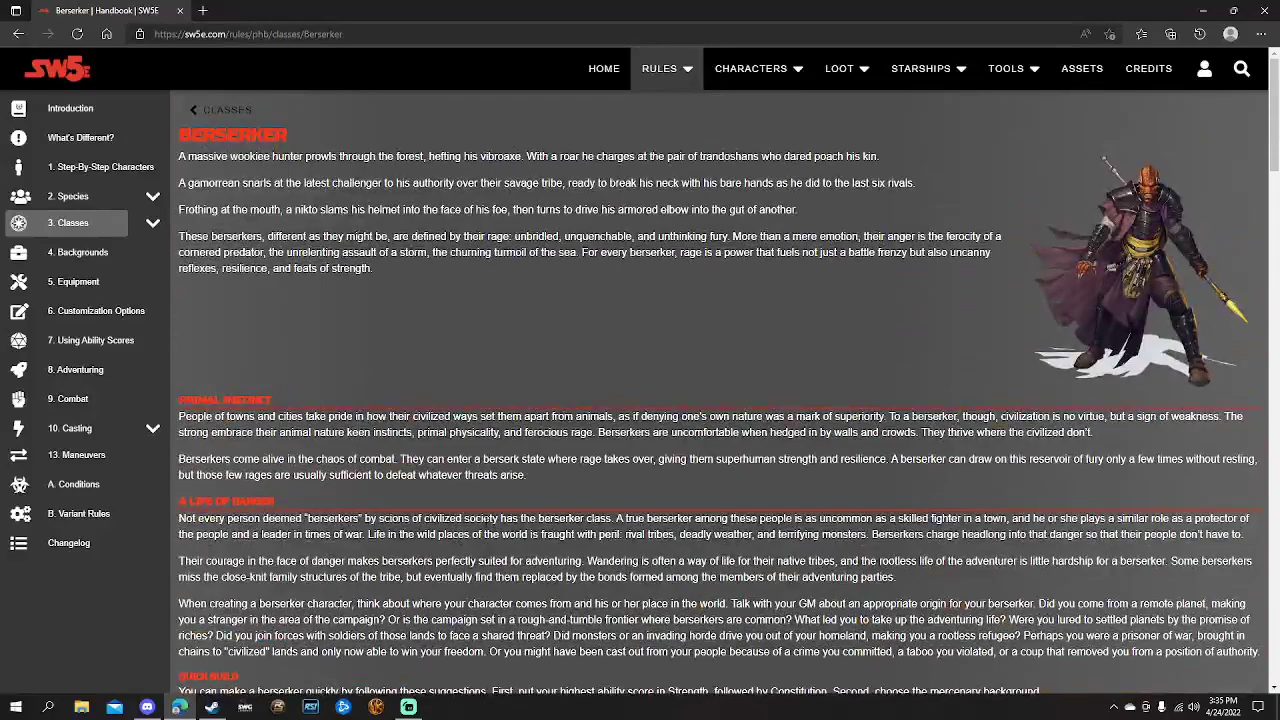 Berserker | Handbook | SW5E
https://sw5e.com/rules/phb/classes/Berserker
SW5E
HOME
RULES
CHARACTERS
LOOT
STARSHIPS
TOOLS
ASSETS
CREDITS
Introduction
What's Different?
1. Step-By-Step Characters
2. Species
3. Classes
4. Backgrounds
5. Equipment
6. Customization Options
7. Using Ability Scores
8. Adventuring
9. Combat
10. Casting
13. Maneuvers
A. Conditions
B. Variant Rules
Changelog
CLASSES
BERSERKER
A massive wookiee hunter prowls through the forest, hefting his vibroaxe. With a roar he charges at the pair of trandoshans who dared poach his kin.
A gamorrean snarls at the latest challenger to his authority over their savage tribe, ready to break his neck with his bare hands as he did to the last six rivals.
Frothing at the mouth, a nikto slams his helmet into the face of his foe, then turns to drive his armored elbow into the gut of another.
These berserkers, different as they might be, are defined by their rage: unbridled, unquenchable, and unthinking fury. More than a mere emotion, their anger is the ferocity of a
cornered predator, the unrelenting assault of a storm, the churning turmoil of the sea. For every berserker, rage is a power that fuels not just a battle frenzy but also uncanny
reflexes, resilience, and feats of strength.
PRIMAL INSTINCT
People of towns and cities take pride in how their civilized ways set them apart from animals, as if denying one's own nature was a mark of superiority. To a berserker, though, civilization is no virtue, but a sign of weakness. The
strong embrace their animal nature keen instincts, primal physicality, and ferocious rage. Berserkers are uncomfortable when hedged in by walls and crowds. They thrive where the civilized don't.
Berserkers come alive in the chaos of combat. They can enter a berserk state where rage takes over, giving them superhuman strength and resilience. A berserker can draw on this reservoir of fury only a few times without resting,
but those few rages are usually sufficient to defeat whatever threats arise.
A LIFE OF DANGER
Not every person deemed "berserkers" by scions of civilized society has the berserker class. A true berserker among these people is as uncommon as a skilled fighter in a town, and he or she plays a similar role as a protector of
the people and a leader in times of war. Life in the wild places of the world is fraught with peril: rival tribes, deadly weather, and terrifying monsters. Berserkers charge headlong into that danger so that their people don't have to.
Their courage in the face of danger makes berserkers perfectly suited for adventuring. Wandering is often a way of life for their native tribes, and the rootless life of the adventurer is little hardship for a berserker. Some berserkers
miss the close-knit family structures of the tribe, but eventually find them replaced by the bonds formed among the members of their adventuring parties.
When creating a berserker character, think about where your character comes from and his or her place in the world. Talk with your GM about an appropriate origin for your berserker. Did you come from a remote planet, making
you a stranger in the area of the campaign? Or is the campaign set in a rough-and-tumble frontier where berserkers are common? What led you to take up the adventuring life? Were you lured to settled planets by the promise of
riches? Did you join forces with soldiers of those lands to face a shared threat? Did monsters or an invading horde drive you out of your homeland, making you a rootless refugee? Perhaps you were a prisoner of war, brought in
chains to "civilized" lands and only now able to win your freedom. Or you might have been cast out from your people because of a crime you committed, a taboo you violated, or a coup that removed you from a position of authority.
QUICK BUILD
You can make a berserker quickly by following these suggestions. First, put your highest ability score in Strength, followed by Constitution. Second, choose the mercenary background
3:35 PM
4/24/2022